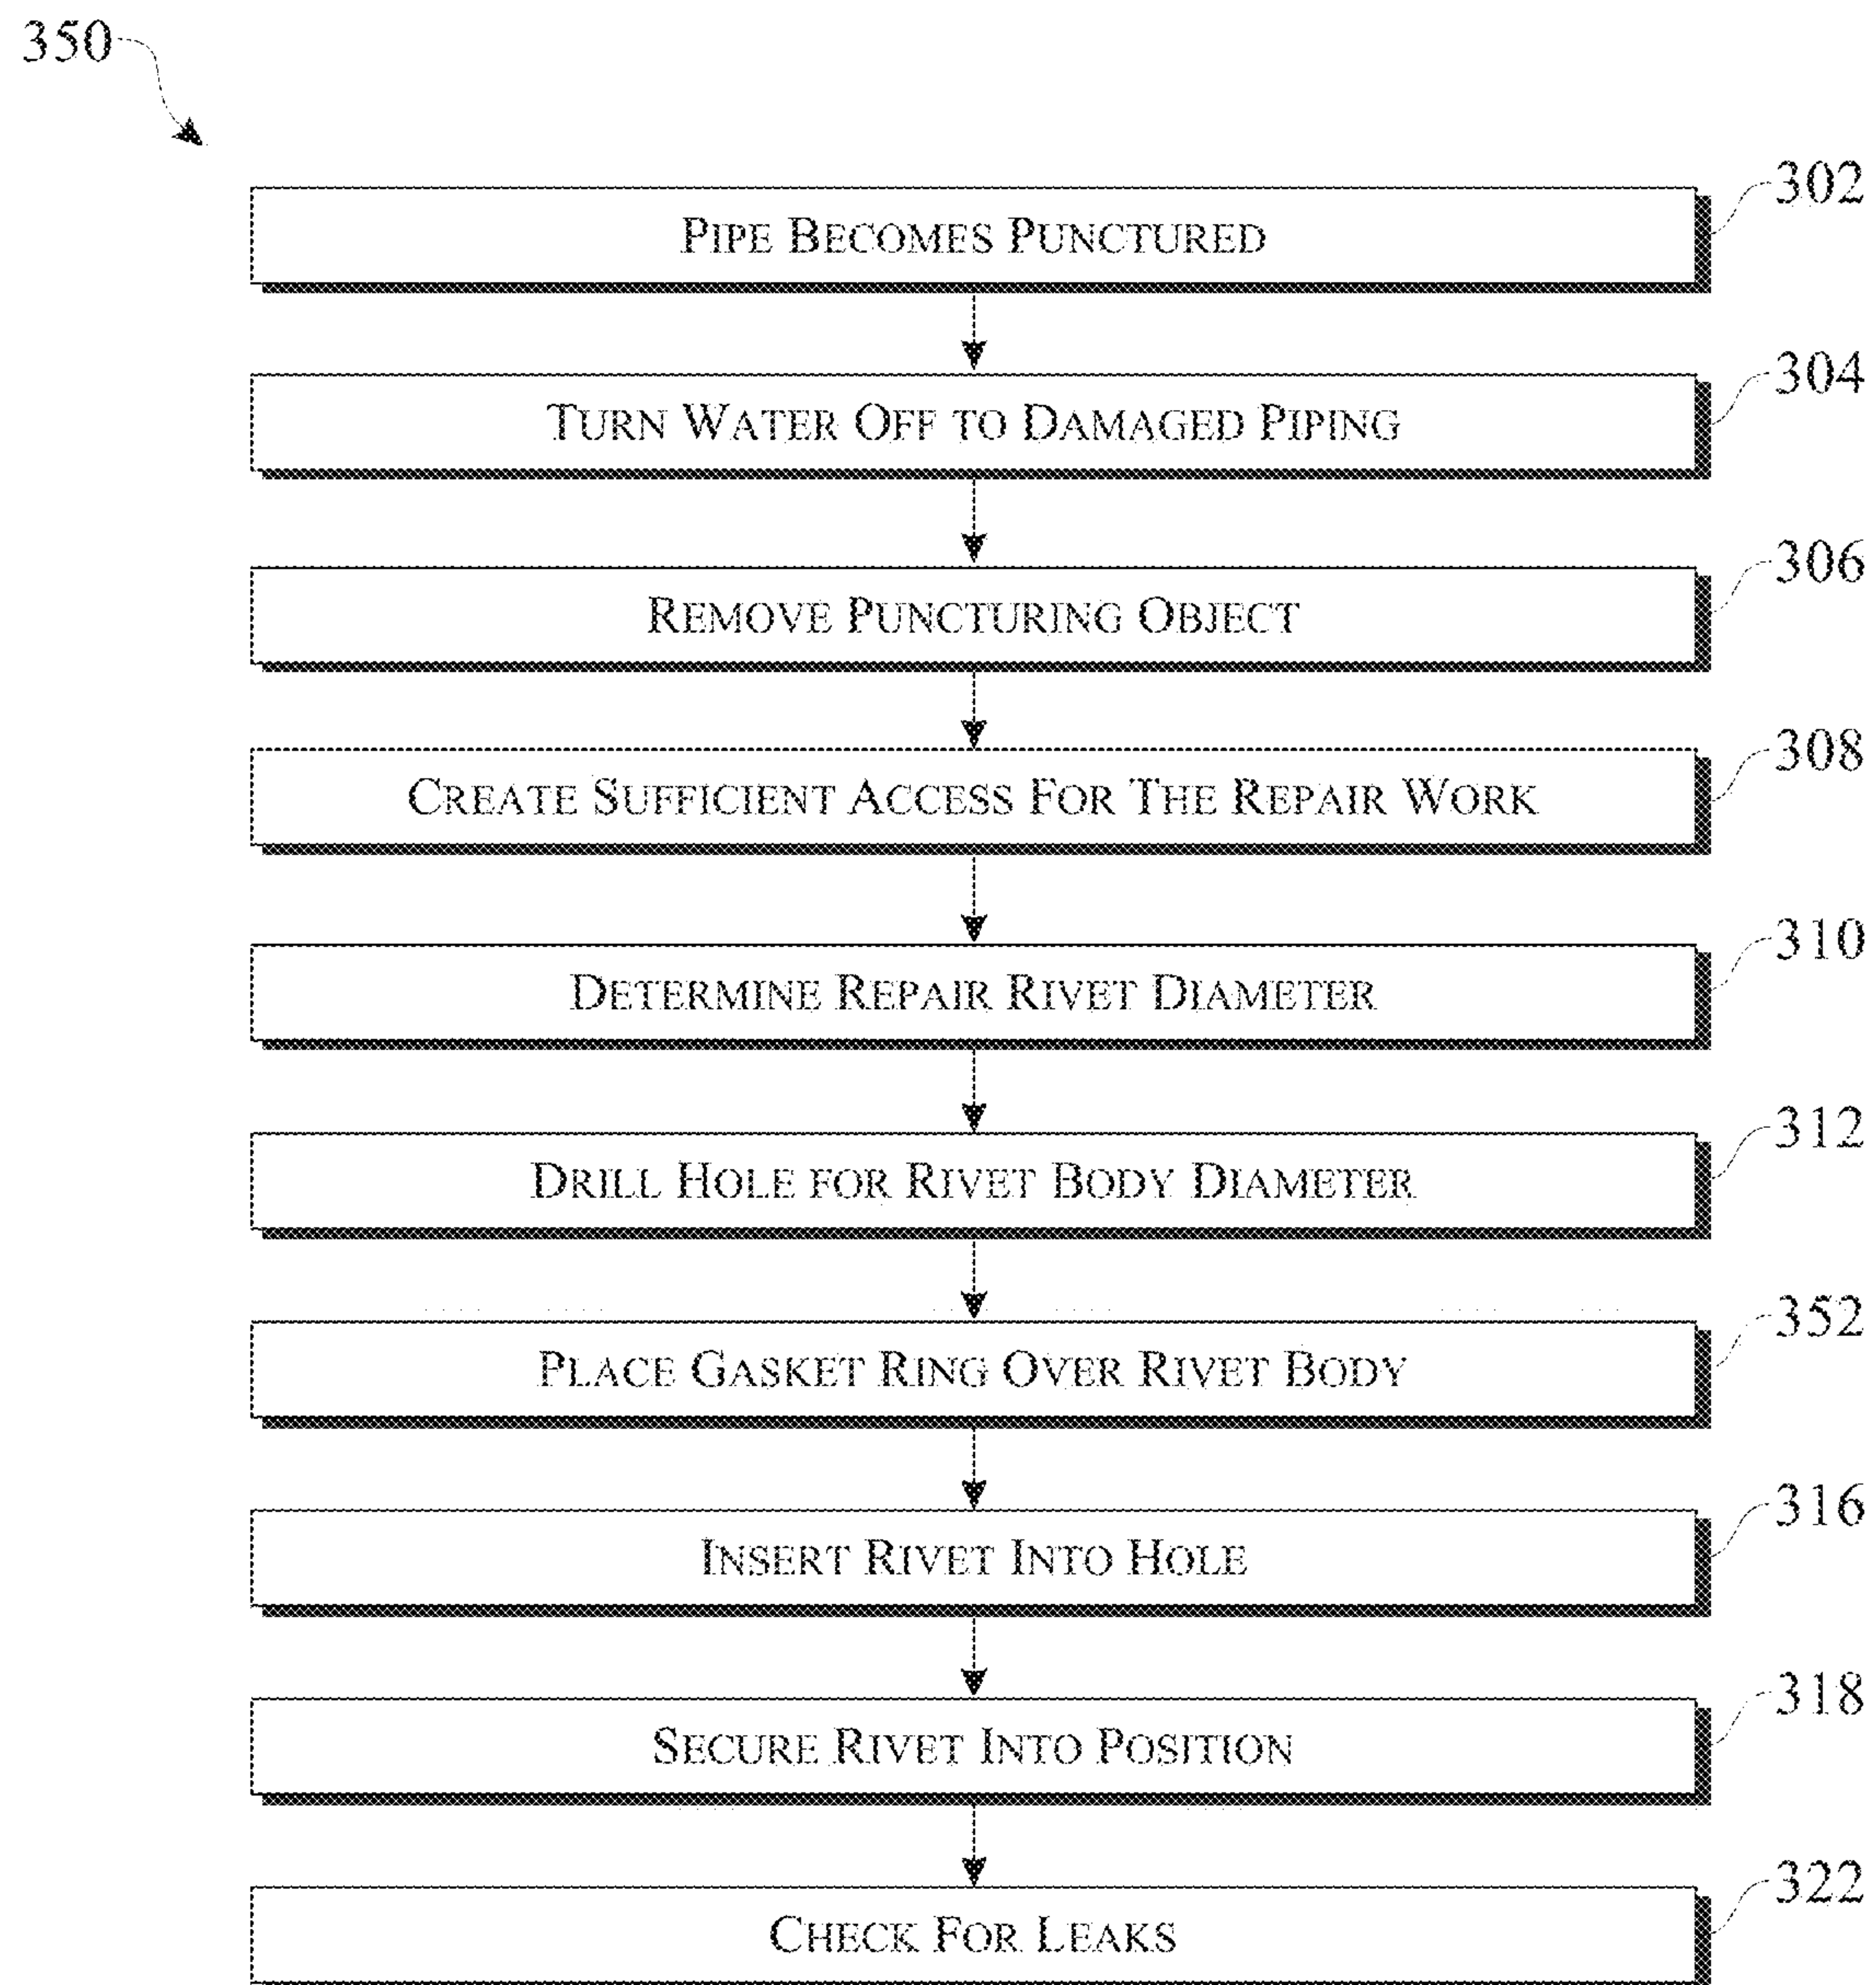 350
PIPE BECOMES PUNCTURED
302
TURN WATER OFF TO DAMAGED PIPING
304
REMOVE PUNCTURING OBJECT
306
CREATE SUFFICIENT ACCESS FOR THE REPAIR WORK
308
DETERMINE REPAIR RIVET DIAMETER
310
DRILL HOLE FOR RIVET BODY DIAMETER
312
PLACE GASKET RING OVER RIVET BODY
352
INSERT RIVET INTO HOLE
316
SECURE RIVET INTO POSITION
318
CHECK FOR LEAKS
322